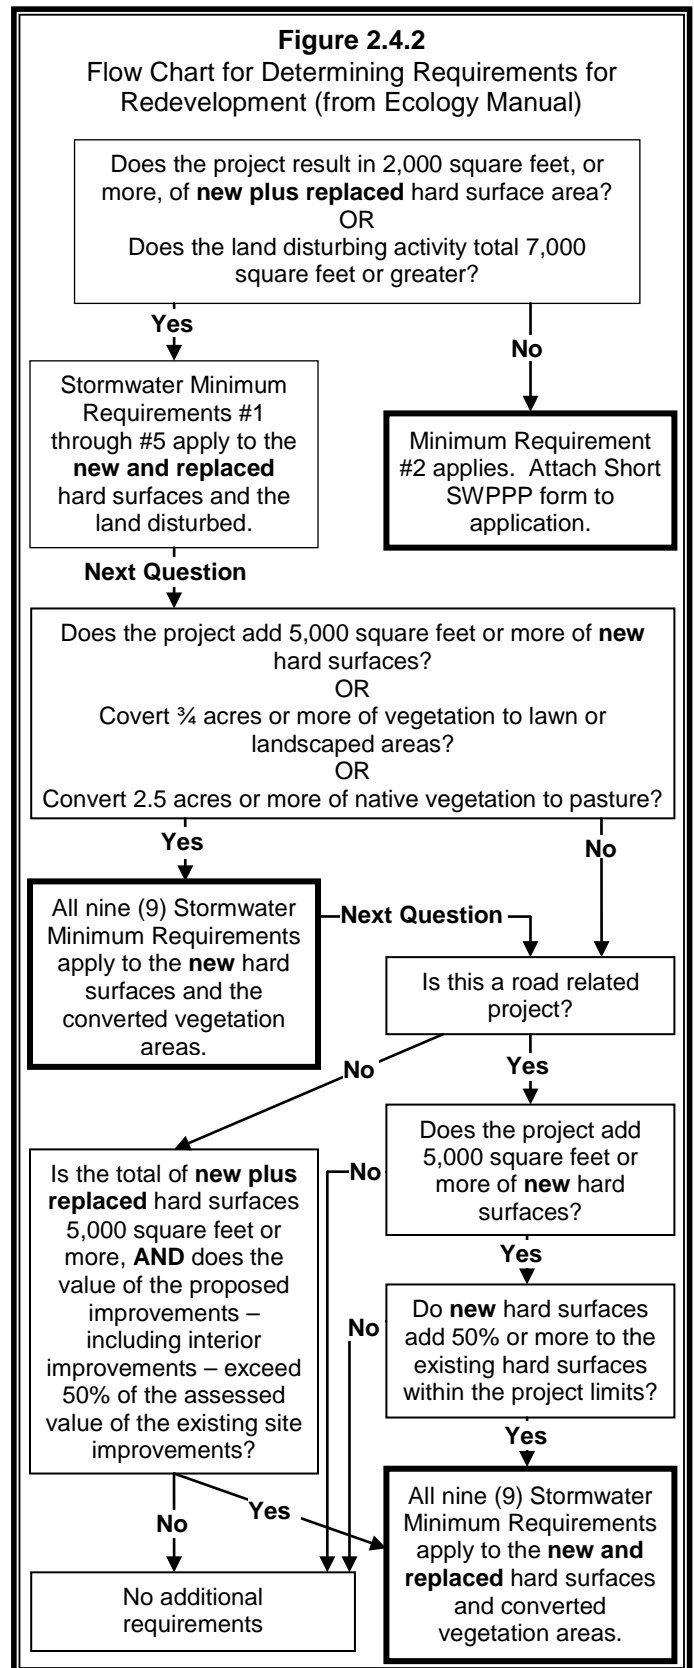 Figure 2.4.2
Flow Chart for Determining Requirements for
Redevelopment (from Ecology Manual)
Does the project result in 2,000 square feet, or
more, of new plus replaced hard surface area?
OR
Does the land disturbing activity total 7,000
square feet or greater?
Yes
No
Stormwater Minimum
Requirements #1
through #5 apply to the
new and replaced
hard surfaces and the
land disturbed.
Minimum Requirement
#2 applies. Attach Short
SWPPP form to
application.
Next Question
Does the project add 5,000 square feet or more of new
hard surfaces?
OR
Covert ¾ acres or more of vegetation to lawn or
landscaped areas?
OR
Convert 2.5 acres or more of native vegetation to pasture?
Yes
No
All nine (9) Stormwater
Minimum Requirements
apply to the new hard
surfaces and the
converted vegetation
areas.
Next Question
Is this a road related
project?
No
Yes
Does the project add
5,000 square feet or
more of new hard
surfaces?
No
Yes
Is the total of new plus
replaced hard surfaces
5,000 square feet or
more, AND does the
value of the proposed
improvements –
including interior
improvements – exceed
50% of the assessed
value of the existing site
improvements?
Do new hard surfaces
add 50% or more to the
existing hard surfaces
within the project limits?
No
Yes
No
Yes
All nine (9) Stormwater
Minimum Requirements
apply to the new and
replaced hard surfaces
and converted
vegetation areas.
No additional
requirements